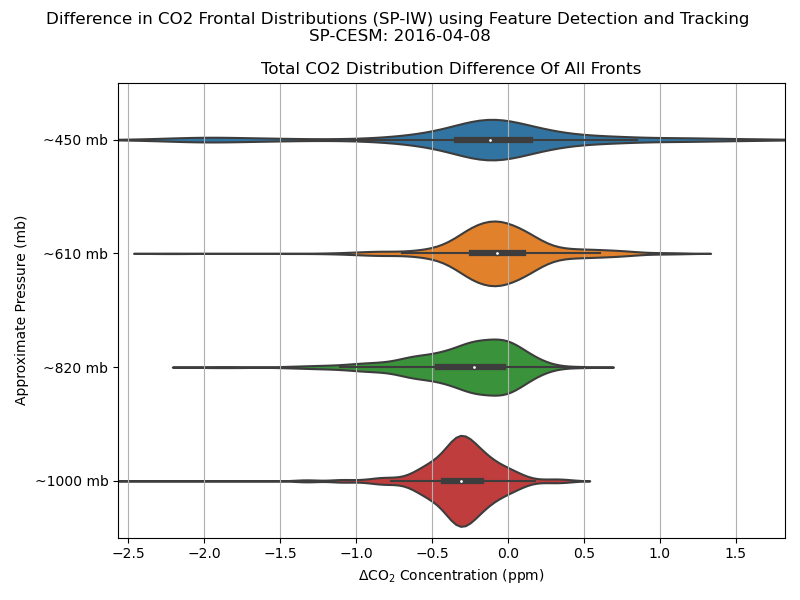 Difference in CO2 Frontal Distributions (SP-IW) using Feature Detection and Tracking
SP-CESM: 2016-04-08
Total CO2 Distribution Difference Of All Fronts
Approximate Pressure (mb)
~450 mb
~610 mb
~820 mb
~1000 mb
−2.5 −2.0 −1.5 −1.0 −0.5 0.0 0.5 1.0 1.5
ΔCO₂ Concentration (ppm)